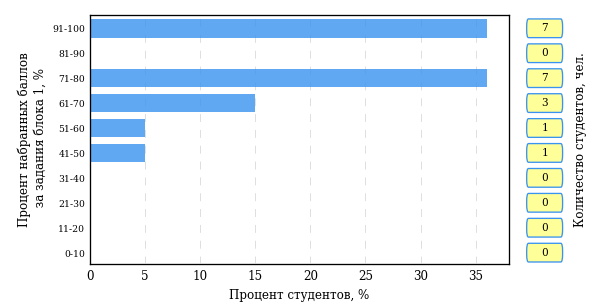 Процент набранных баллов
за задания блока 1, %
91-100 7
81-90 0
71-80 7
61-70 3
51-60 1
41-50 1
31-40 0
21-30 0
11-20 0
0-10 0
0 5 10 15 20 25 30 35
Процент студентов, %
Количество студентов, чел.